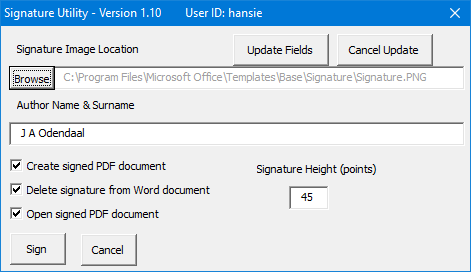 Signature Utility - Version 1.10 User ID: hansie
Signature Image Location
Update Fields
Cancel Update
Browse
C:\Program Files\Microsoft Office\Templates\Base\Signature\Signature.PNG
Author Name & Surname
J A Odendaal
Create signed PDF document
Signature Height (points)
Delete signature from Word document
45
Open signed PDF document
Sign
Cancel